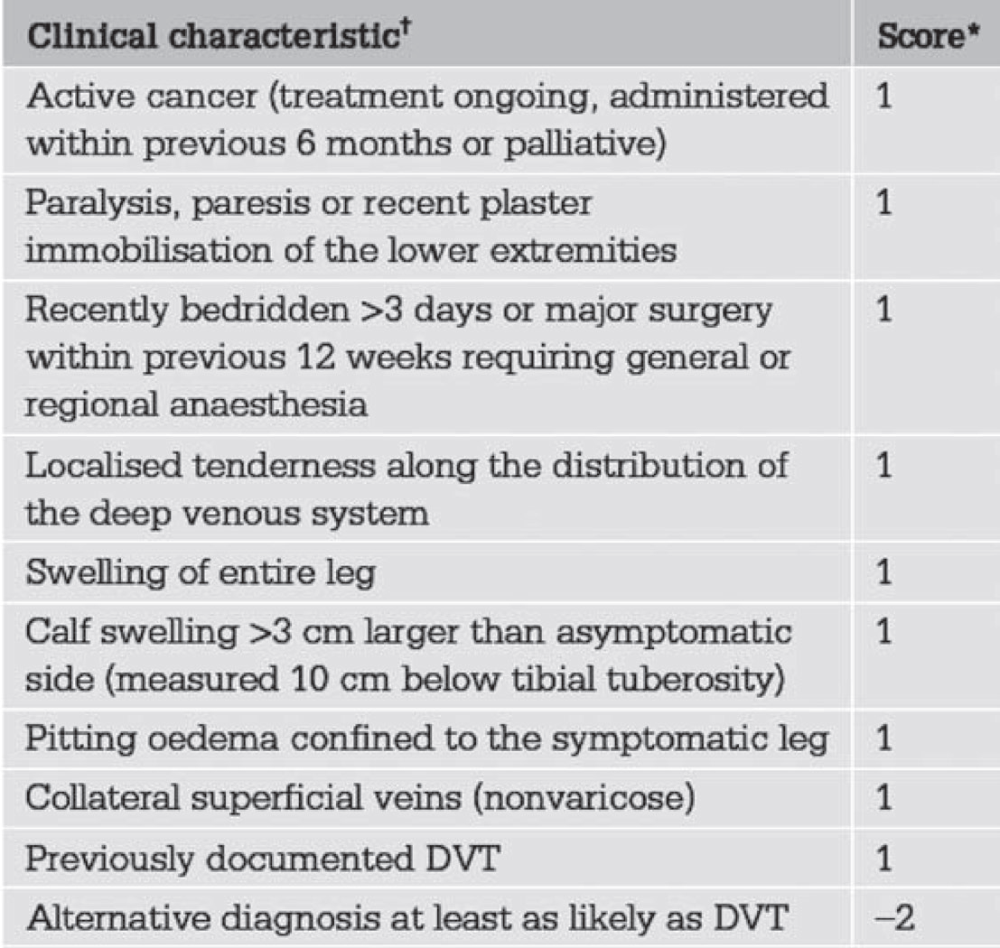 Clinical characteristic† Score*
Active cancer (treatment ongoing, administered 1
within previous 6 months or palliative)
Paralysis, paresis or recent plaster 1
immobilisation of the lower extremities
Recently bedridden >3 days or major surgery 1
within previous 12 weeks requiring general or
regional anaesthesia
Localised tenderness along the distribution of 1
the deep venous system
Swelling of entire leg 1
Calf swelling >3 cm larger than asymptomatic 1
side (measured 10 cm below tibial tuberosity)
Pitting oedema confined to the symptomatic leg 1
Collateral superficial veins (nonvaricose) 1
Previously documented DVT 1
Alternative diagnosis at least as likely as DVT –2